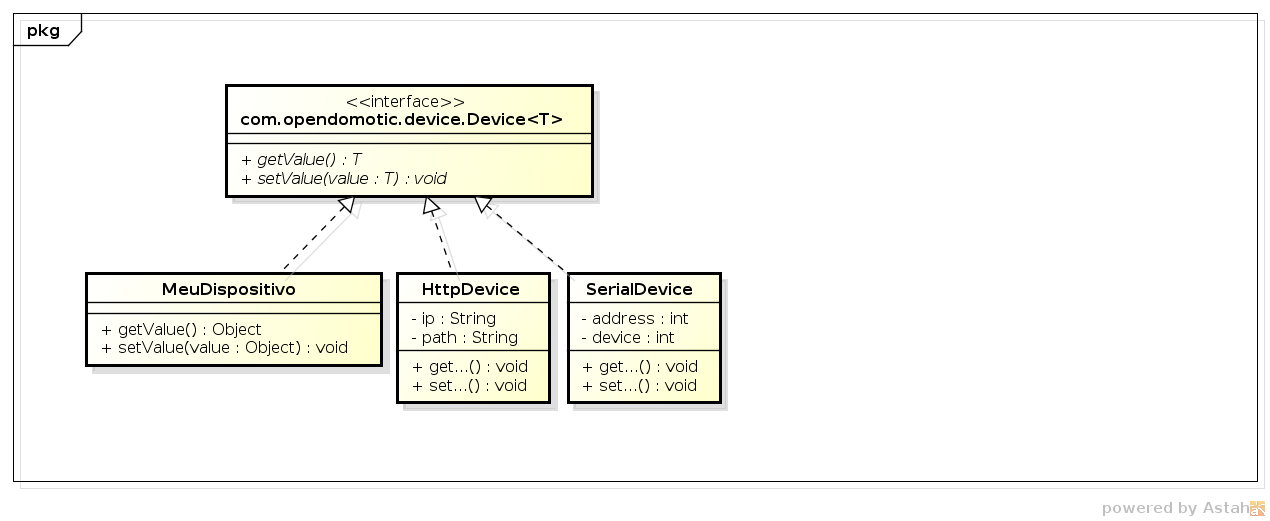 pkg
<<interface>>
com.opendomotic.device.Device<T>
+ getValue() : T
+ setValue(value : T) : void
MeuDispositivo
+ getValue() : Object
+ setValue(value : Object) : void
HttpDevice
- ip : String
- path : String
+ get...() : void
+ set...() : void
SerialDevice
- address : int
- device : int
+ get...() : void
+ set...() : void
powered by Astah